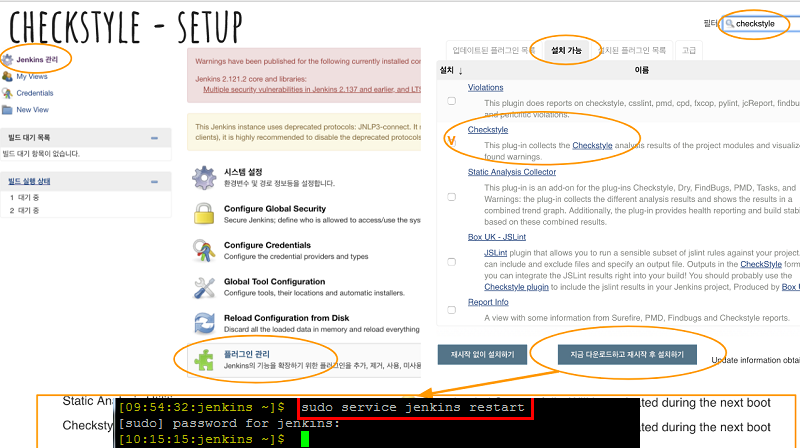 CHECKSTYLE - SETUP
Jenkins 관리
My Views
Credentials
New View
빌드 대기 목록
빌드 대기 항목이 없습니다.
빌드 실행 상태
1 대기 중
2 대기 중
Warnings have been published for the following currently installed com
Jenkins 2.121.2 core and libraries:
Multiple security vulnerabilities in Jenkins 2.137 and earlier, and LTS
This Jenkins instance uses deprecated protocols: JNLP3-connect. It
clients), it is highly recommended to disable the deprecated protocols
시스템 설정
환경변수 및 경로 정보등을 설정합니다.
Configure Global Security
Secure Jenkins; define who is allowed to access/use the sys
Configure Credentials
Configure the credential providers and types
Global Tool Configuration
Configure tools, their locations and automatic installers.
Reload Configuration from Disk
Discard all the loaded data in memory and reload everything
플러그인 관리
Jenkins의 기능을 확장하기 위한 플러그인을 추가, 제거, 사용, 미사용
필터: checkstyle
업데이트된 플러그인 목록 설치 가능 설치된 플러그인 목록 고급
설치 ↓ 이름
Violations
This plugin does reports on checkstyle, csslint, pmd, cpd, fxcop, pylint, jcReport, findbu
and perlcritic violations.
Checkstyle
V This plug-in collects the Checkstyle analysis results of the project modules and visualize
found warnings.
Static Analysis Collector
This plug-in is an add-on for the plug-ins Checkstyle, Dry, FindBugs, PMD, Tasks, and
Warnings: the plug-in collects the different analysis results and shows the results in a
combined trend graph. Additionally, the plug-in provides health reporting and build stabi
based on these combined results.
Box UK - JSLint
JSLint plugin that allows you to run a sensible subset of jslint rules against your project.
can include and exclude files and specify an output file. Outputs in the CheckStyle form
you can integrate the JSLint results right into your build! You should probably use the
Checkstyle plugin to include the jslint results in your Jenkins project, Produced by Box U
Report Info
A view with some information from Surefire, PMD, Findbugs and Checkstyle reports.
재시작 없이 설치하기 지금 다운로드하고 재시작 후 설치하기 Update information obtai
Static An ated during the next boot
Checksty ated during the next boot
[09:54:32:jenkins ~]$ sudo service jenkins restart
[sudo] password for jenkins:
[10:15:15:jenkins ~]$